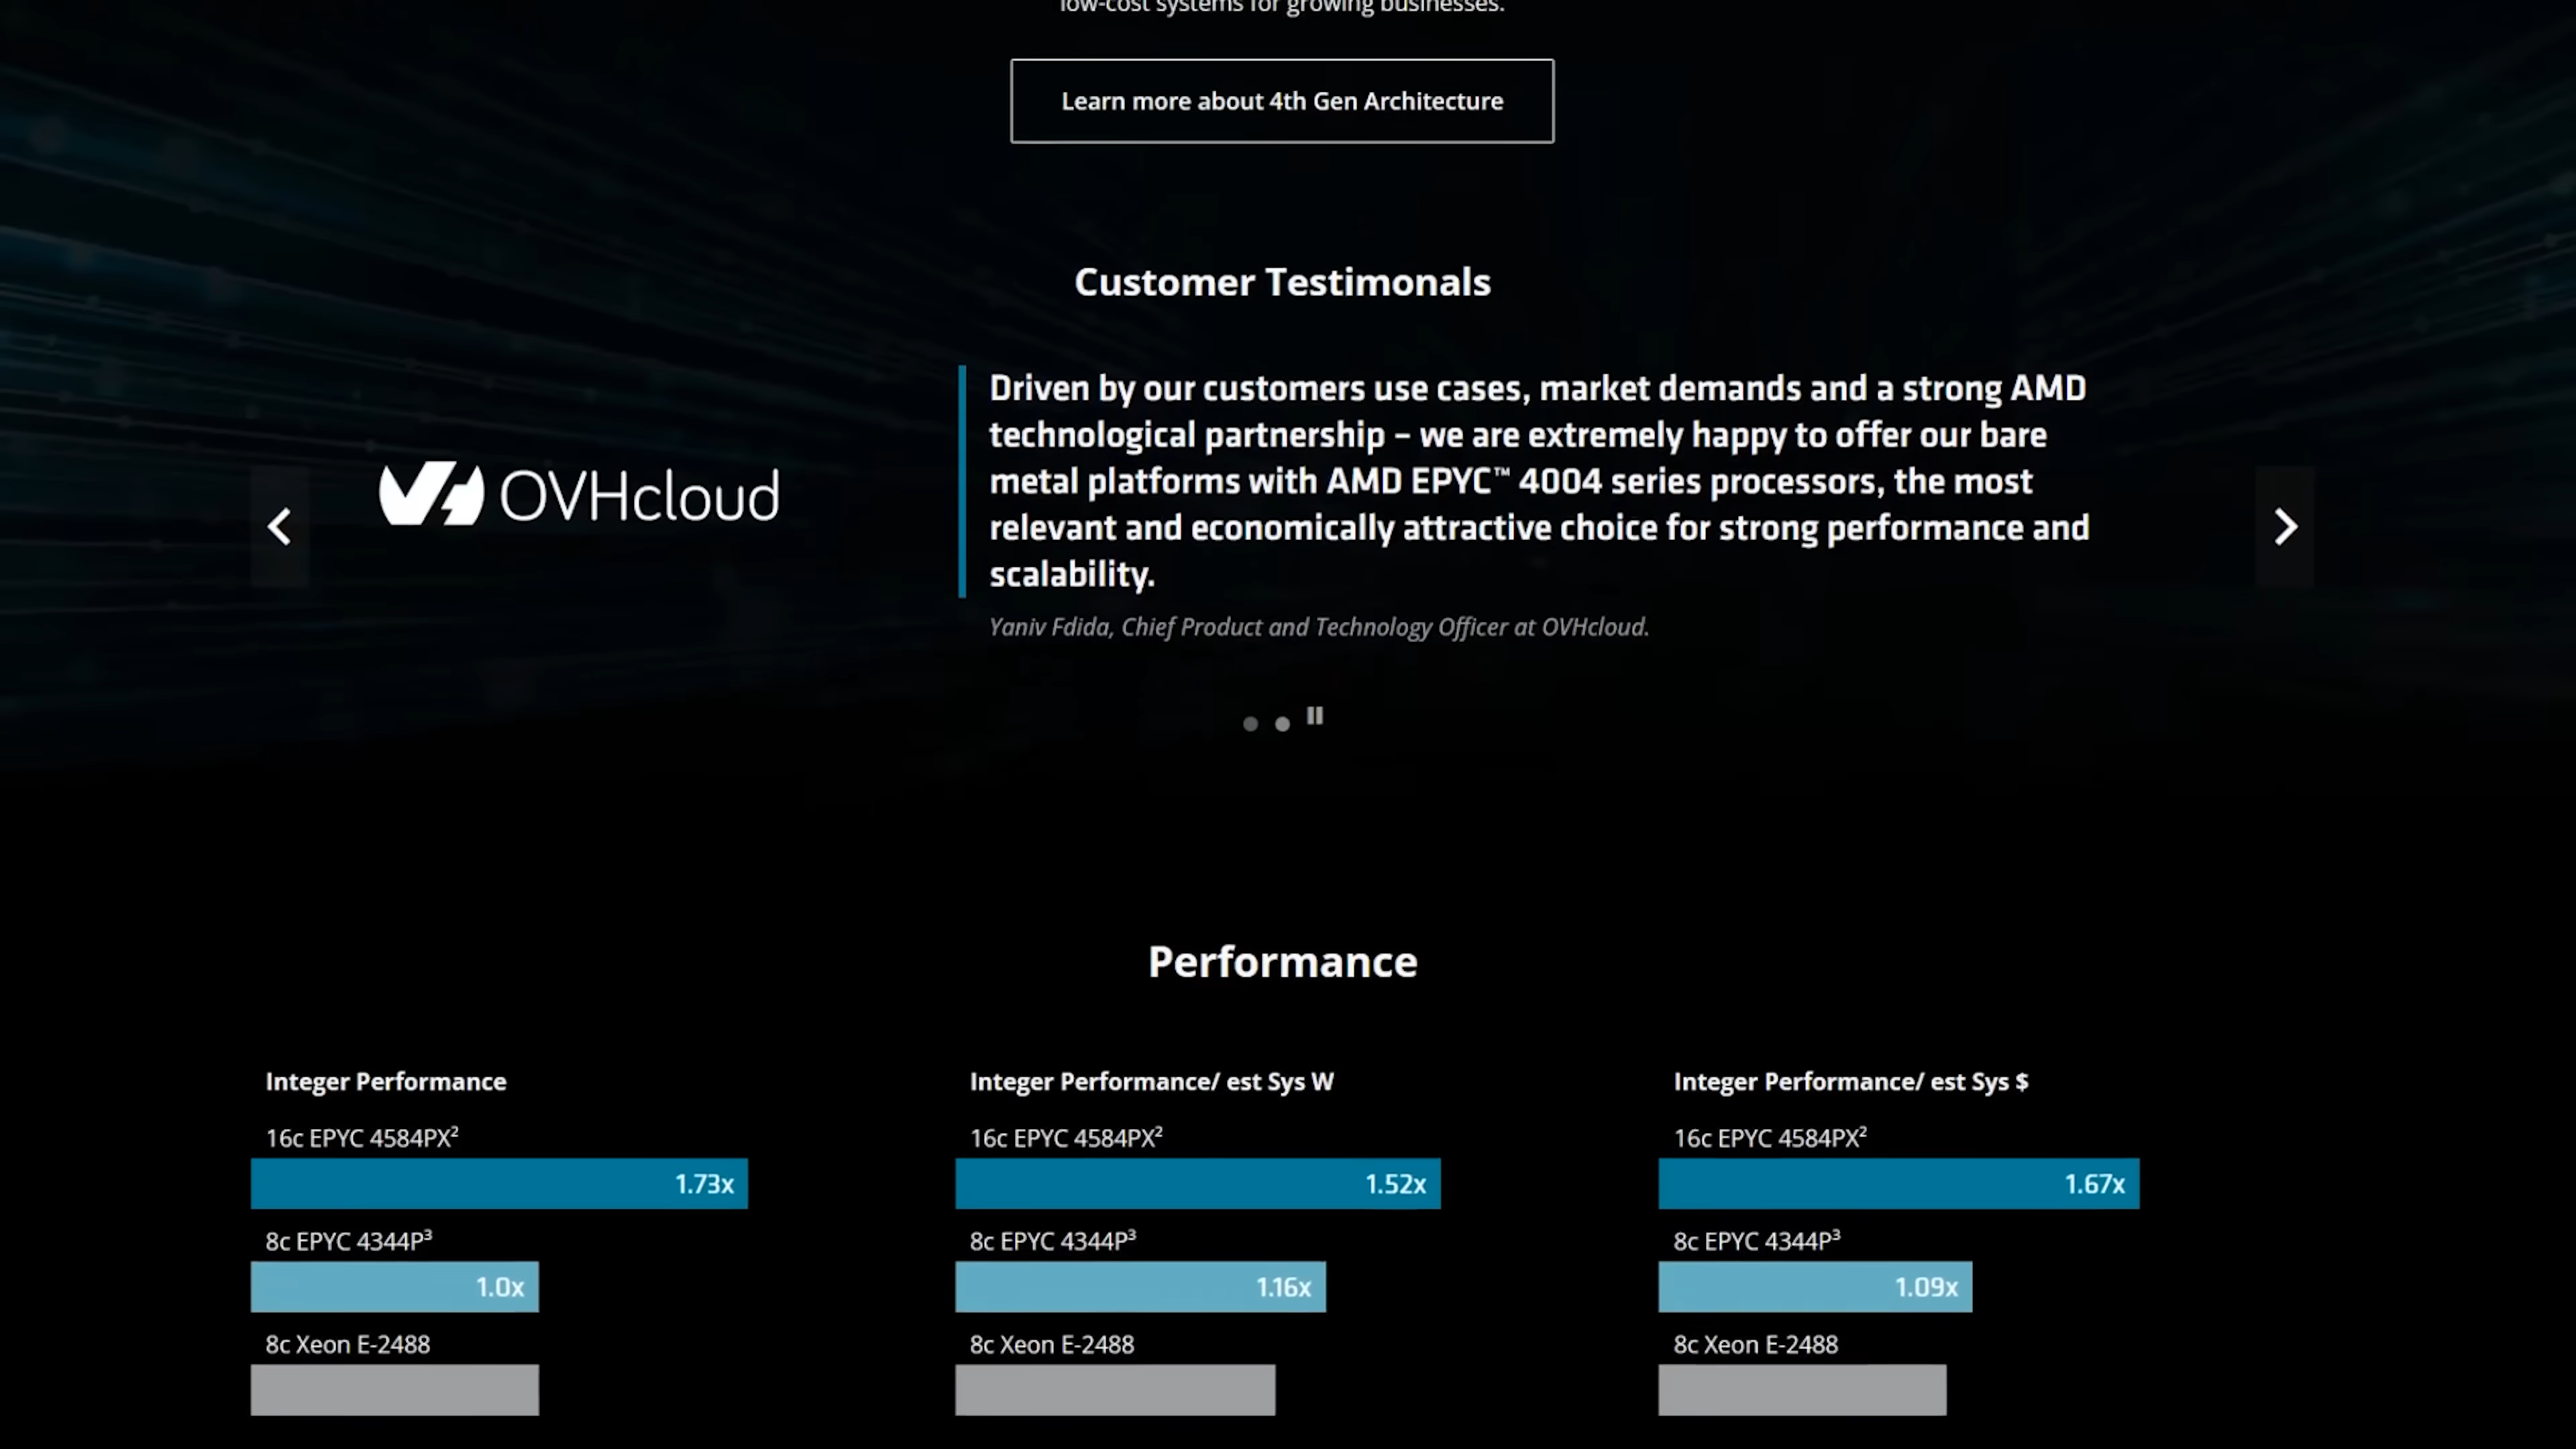 low-cost systems for growing businesses.
Learn more about 4th Gen Architecture
Customer Testimonals
OVHcloud
Driven by our customers use cases, market demands and a strong AMD
technological partnership – we are extremely happy to offer our bare
metal platforms with AMD EPYC™ 4004 series processors, the most
relevant and economically attractive choice for strong performance and
scalability.
Yaniv Fdida, Chief Product and Technology Officer at OVHcloud.
Performance
Integer Performance
16c EPYC 4584PX²
1.73x
8c EPYC 4344P³
1.0x
8c Xeon E-2488
Integer Performance/ est Sys W
16c EPYC 4584PX²
1.52x
8c EPYC 4344P³
1.16x
8c Xeon E-2488
Integer Performance/ est Sys $
16c EPYC 4584PX²
1.67x
8c EPYC 4344P³
1.09x
8c Xeon E-2488